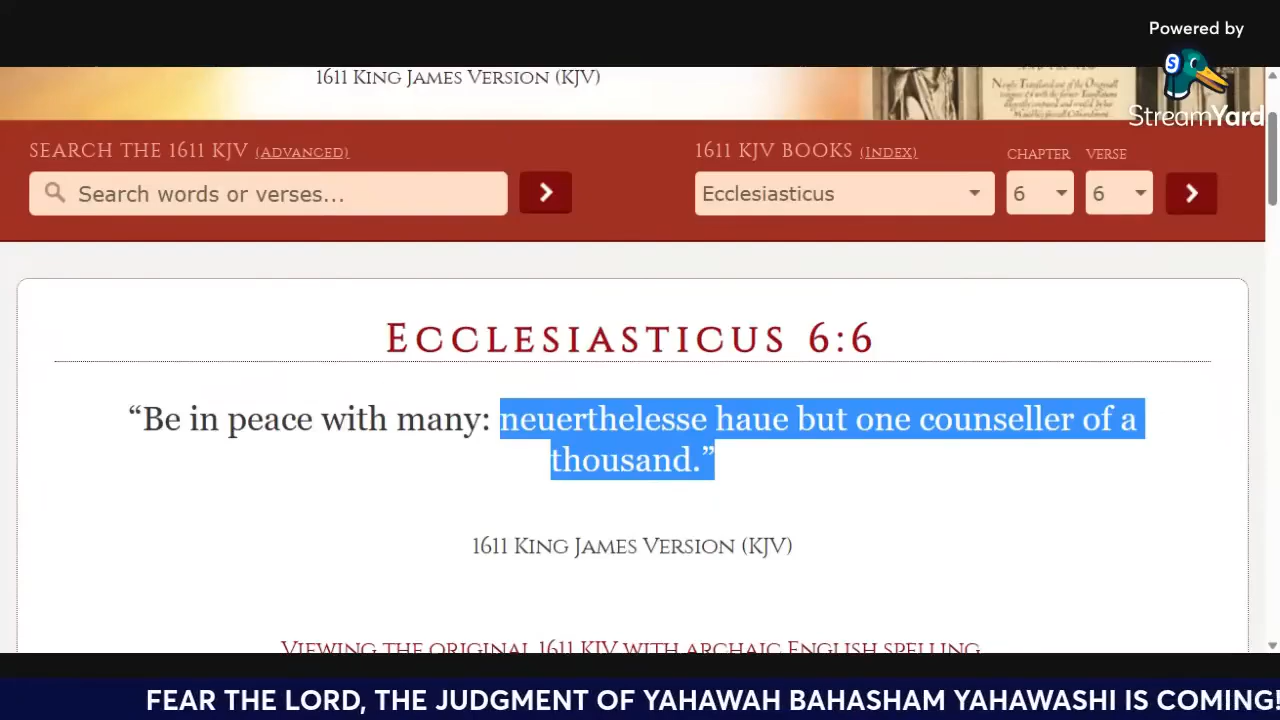 Powered by
StreamYard
1611 King James Version (KJV)
SEARCH THE 1611 KJV (ADVANCED)
1611 KJV BOOKS (INDEX)
CHAPTER
VERSE
Search words or verses...
Ecclesiasticus
6
6
Ecclesiasticus 6:6
“Be in peace with many: neuerthelesse haue but one counseller of a
thousand.”
1611 King James Version (KJV)
Viewing the original 1611 KJV with archaic English spelling
FEAR THE LORD, THE JUDGMENT OF YAHAWAH BAHASHAM YAHAWASHI IS COMING!